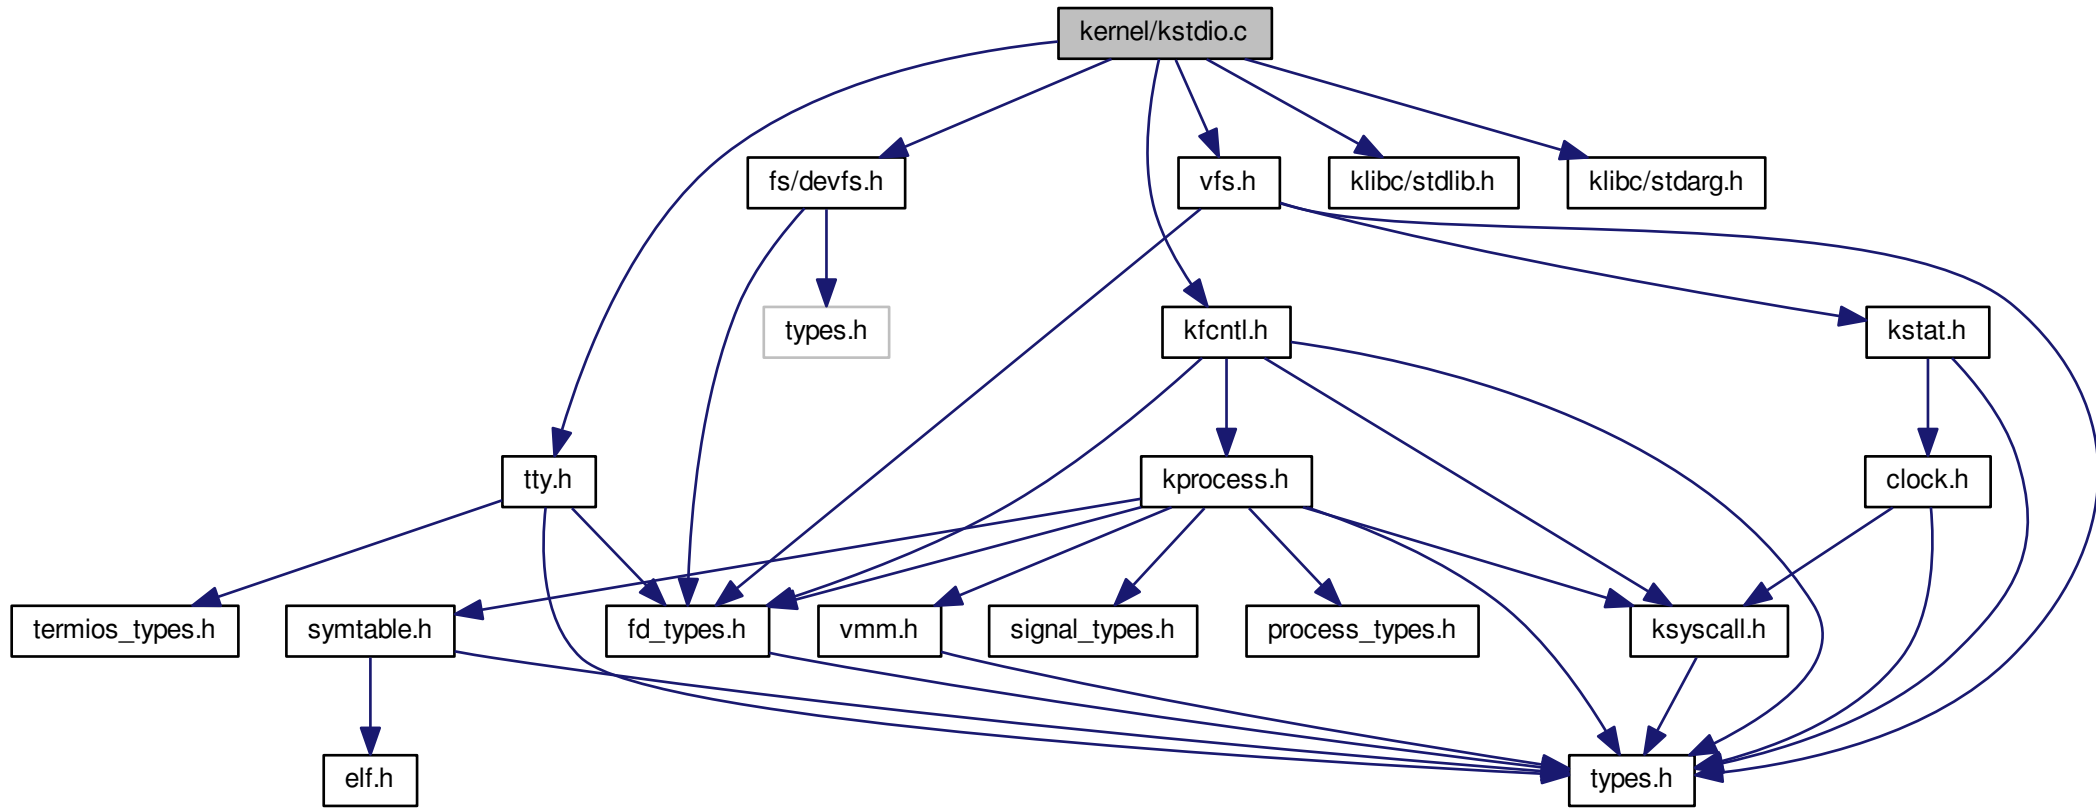 kernel/kstdio.c
fs/devfs.h
vfs.h
klibc/stdlib.h
klibc/stdarg.h
types.h
kfcntl.h
kstat.h
tty.h
kprocess.h
clock.h
termios_types.h
symtable.h
fd_types.h
vmm.h
signal_types.h
process_types.h
ksyscall.h
elf.h
types.h